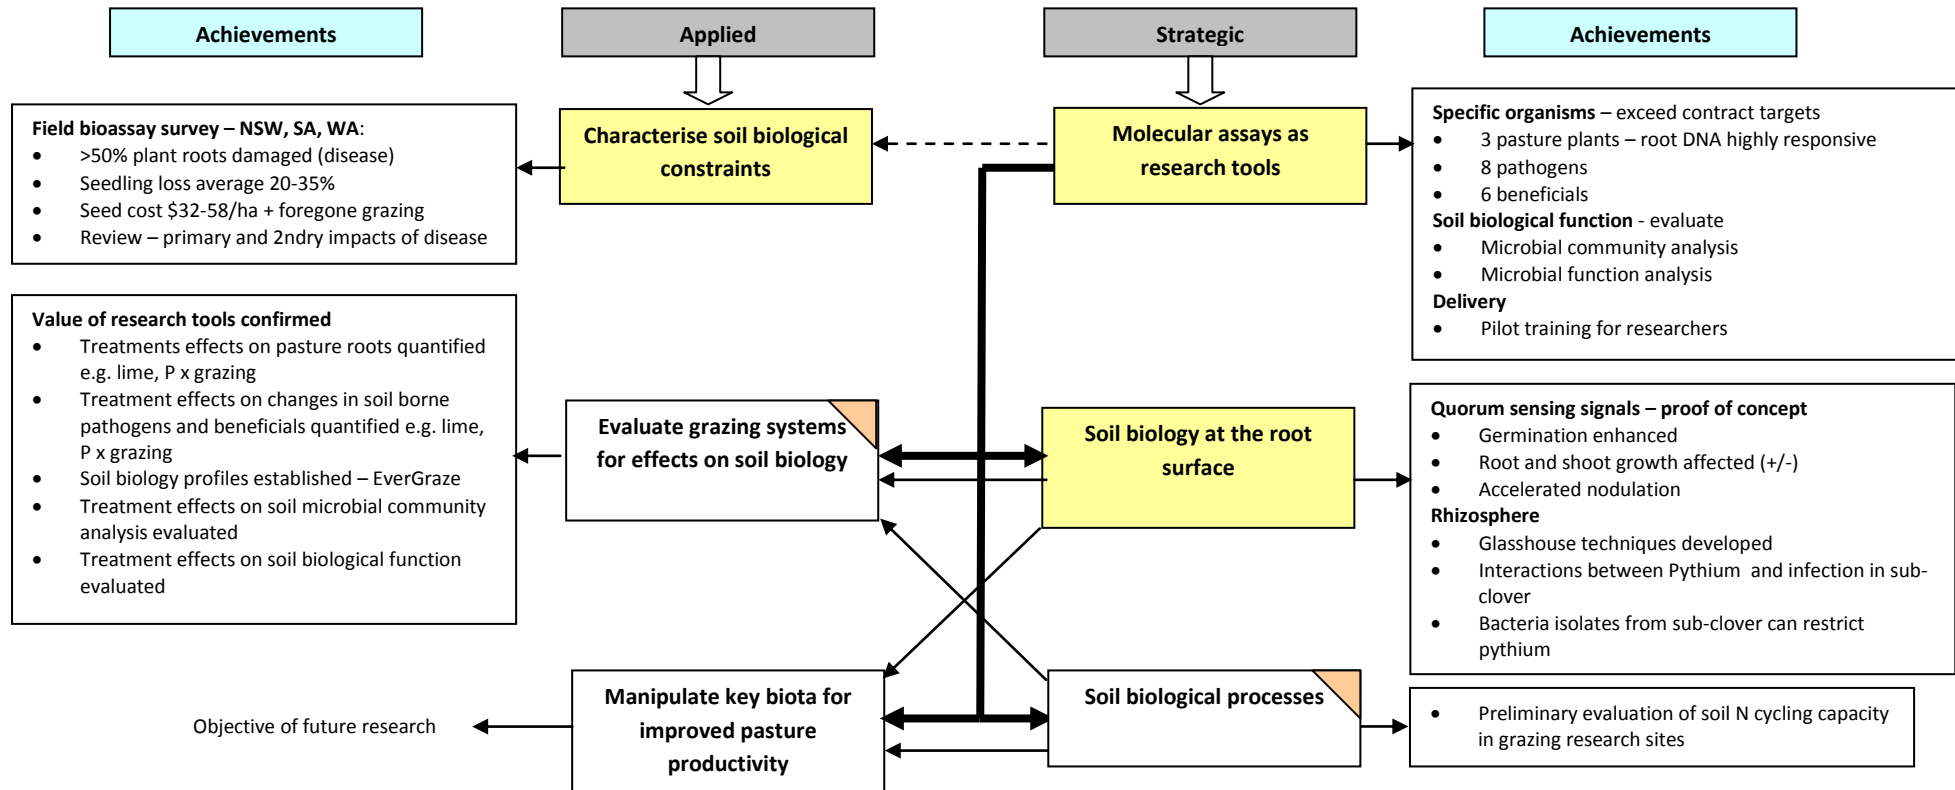 Achievements
Applied
Strategic
Achievements
Field bioassay survey – NSW, SA, WA:
• >50% plant roots damaged (disease)
• Seedling loss average 20-35%
• Seed cost $32-58/ha + foregone grazing
• Review – primary and 2ndry impacts of disease
Characterise soil biological
constraints
Molecular assays as
research tools
Specific organisms – exceed contract targets
• 3 pasture plants – root DNA highly responsive
• 8 pathogens
• 6 beneficials
Soil biological function - evaluate
• Microbial community analysis
• Microbial function analysis
Delivery
• Pilot training for researchers
Value of research tools confirmed
• Treatments effects on pasture roots quantified
e.g. lime, P x grazing
• Treatment effects on changes in soil borne
pathogens and beneficials quantified e.g. lime,
P x grazing
• Soil biology profiles established – EverGraze
• Treatment effects on soil microbial community
analysis evaluated
• Treatment effects on soil biological function
evaluated
Evaluate grazing systems
for effects on soil biology
Soil biology at the root
surface
Quorum sensing signals – proof of concept
• Germination enhanced
• Root and shoot growth affected (+/-)
• Accelerated nodulation
Rhizosphere
• Glasshouse techniques developed
• Interactions between Pythium and infection in sub-
clover
• Bacteria isolates from sub-clover can restrict
pythium
Objective of future research
Manipulate key biota for
improved pasture
productivity
Soil biological processes
• Preliminary evaluation of soil N cycling capacity
in grazing research sites